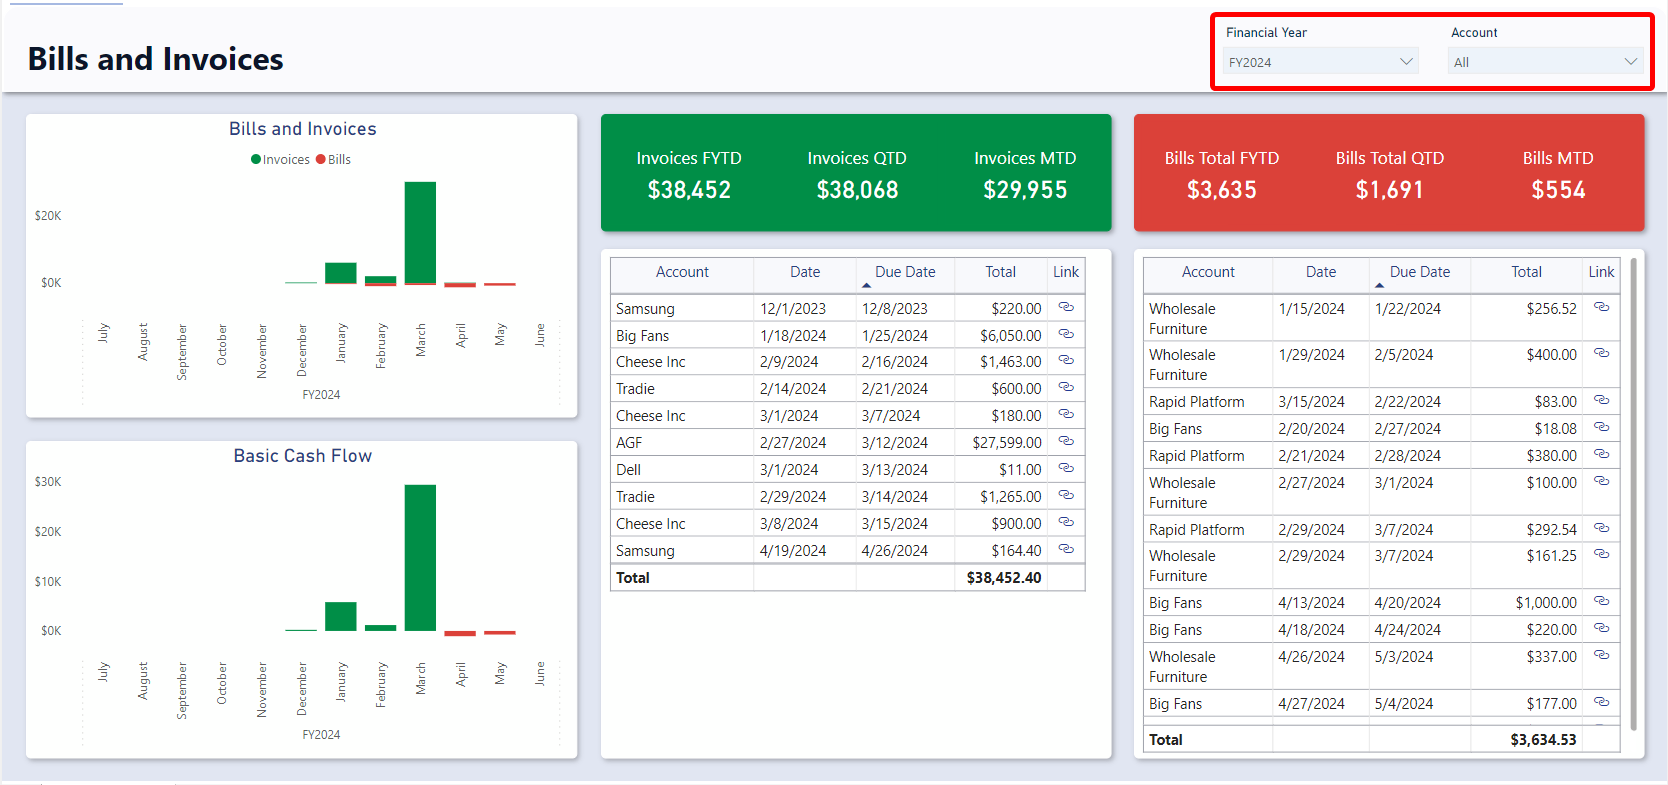 Bills and Invoices
Financial Year
Account
FY2024
All
Bills and Invoices
Invoices Bills
$20K
$0K
July
August
September
October
November
December
January
February
March
April
May
June
FY2024
Basic Cash Flow
$30K
$20K
$10K
$0K
July
August
September
October
November
December
January
February
March
April
May
June
FY2024
Invoices FYTD Invoices QTD Invoices MTD
$38,452 $38,068 $29,955
Account Date Due Date Total Link
Samsung 12/1/2023 12/8/2023 $220.00
Big Fans 1/18/2024 1/25/2024 $6,050.00
Cheese Inc 2/9/2024 2/16/2024 $1,463.00
Tradie 2/14/2024 2/21/2024 $600.00
Cheese Inc 3/1/2024 3/7/2024 $180.00
AGF 2/27/2024 3/12/2024 $27,599.00
Dell 3/1/2024 3/13/2024 $11.00
Tradie 2/29/2024 3/14/2024 $1,265.00
Cheese Inc 3/8/2024 3/15/2024 $900.00
Samsung 4/19/2024 4/26/2024 $164.40
Total $38,452.40
Bills Total FYTD Bills Total QTD Bills MTD
$3,635 $1,691 $554
Account Date Due Date Total Link
Wholesale 1/15/2024 1/22/2024 $256.52
Furniture
Wholesale 1/29/2024 2/5/2024 $400.00
Furniture
Rapid Platform 3/15/2024 2/22/2024 $83.00
Big Fans 2/20/2024 2/27/2024 $18.08
Rapid Platform 2/21/2024 2/28/2024 $380.00
Wholesale 2/27/2024 3/1/2024 $100.00
Furniture
Rapid Platform 2/29/2024 3/7/2024 $292.54
Wholesale 2/29/2024 3/7/2024 $161.25
Furniture
Big Fans 4/13/2024 4/20/2024 $1,000.00
Big Fans 4/18/2024 4/24/2024 $220.00
Wholesale 4/26/2024 5/3/2024 $337.00
Furniture
Big Fans 4/27/2024 5/4/2024 $177.00
Total $3,634.53